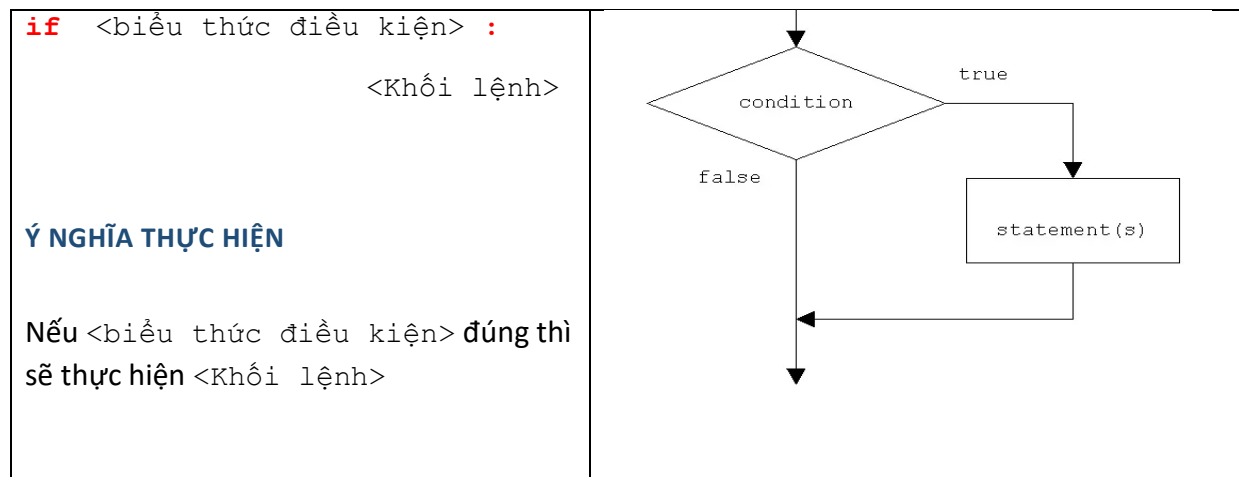 if <biểu thức điều kiện> :
<Khối lệnh>
Ý NGHĨA THỰC HIỆN
Nếu <biểu thức điều kiện> đúng thì
sẽ thực hiện <Khối lệnh>
true
condition
false
statement(s)